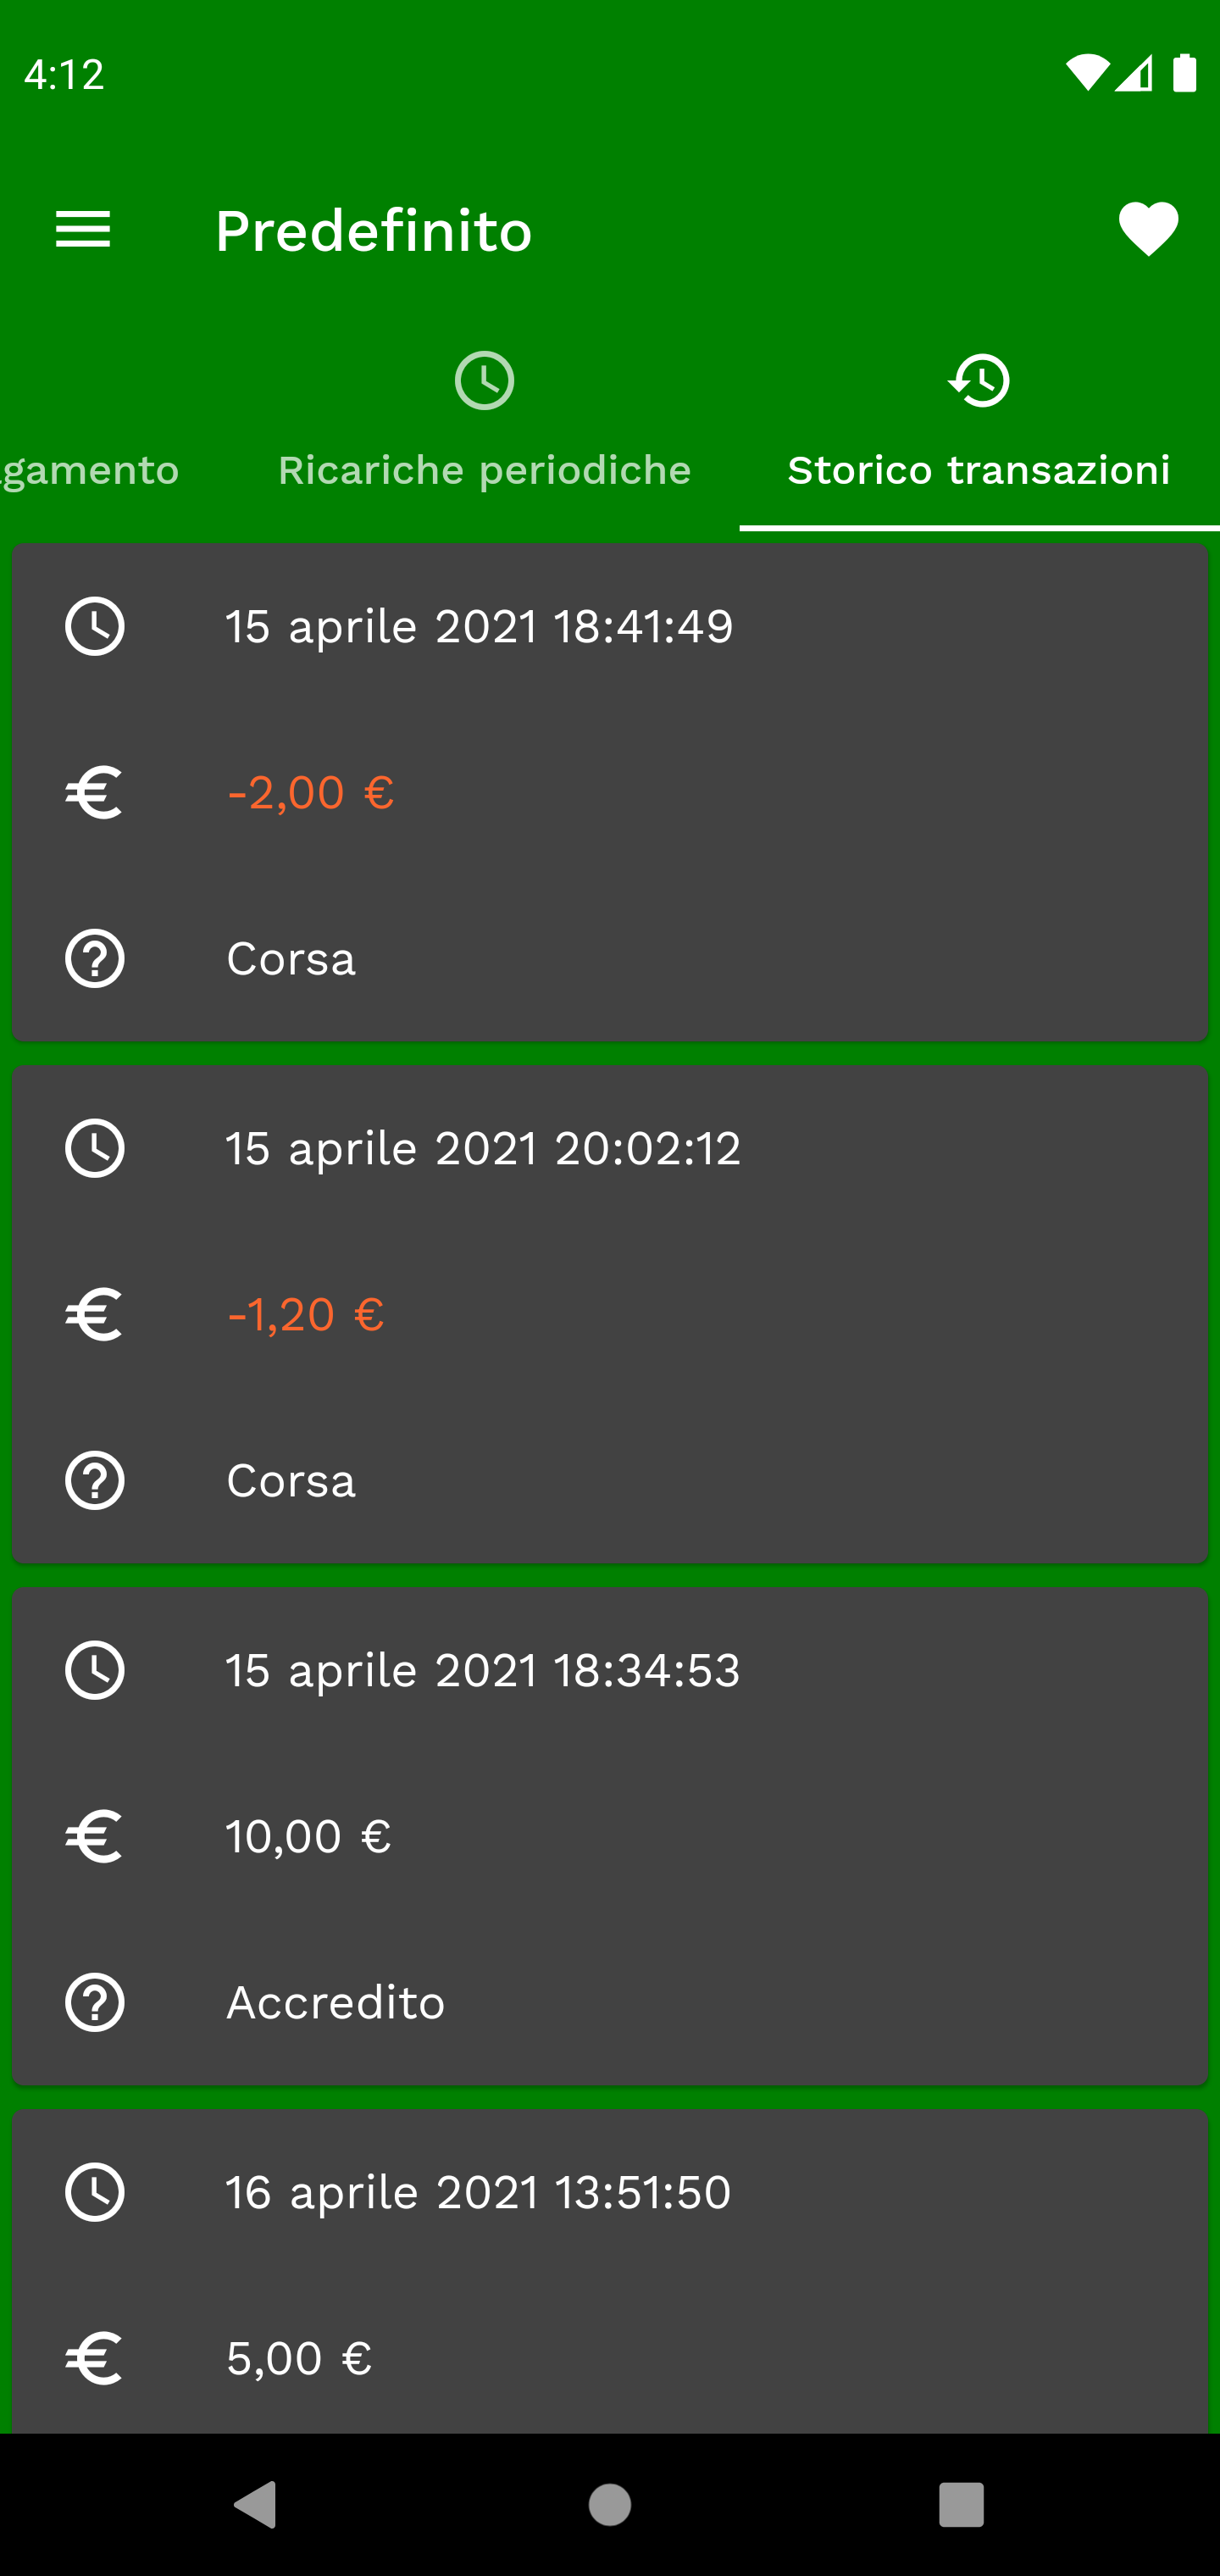 4:12
Predefinito
gamento
Ricariche periodiche
Storico transazioni
15 aprile 2021 18:41:49
-2,00 €
Corsa
15 aprile 2021 20:02:12
-1,20 €
Corsa
15 aprile 2021 18:34:53
10,00 €
Accredito
16 aprile 2021 13:51:50
5,00 €